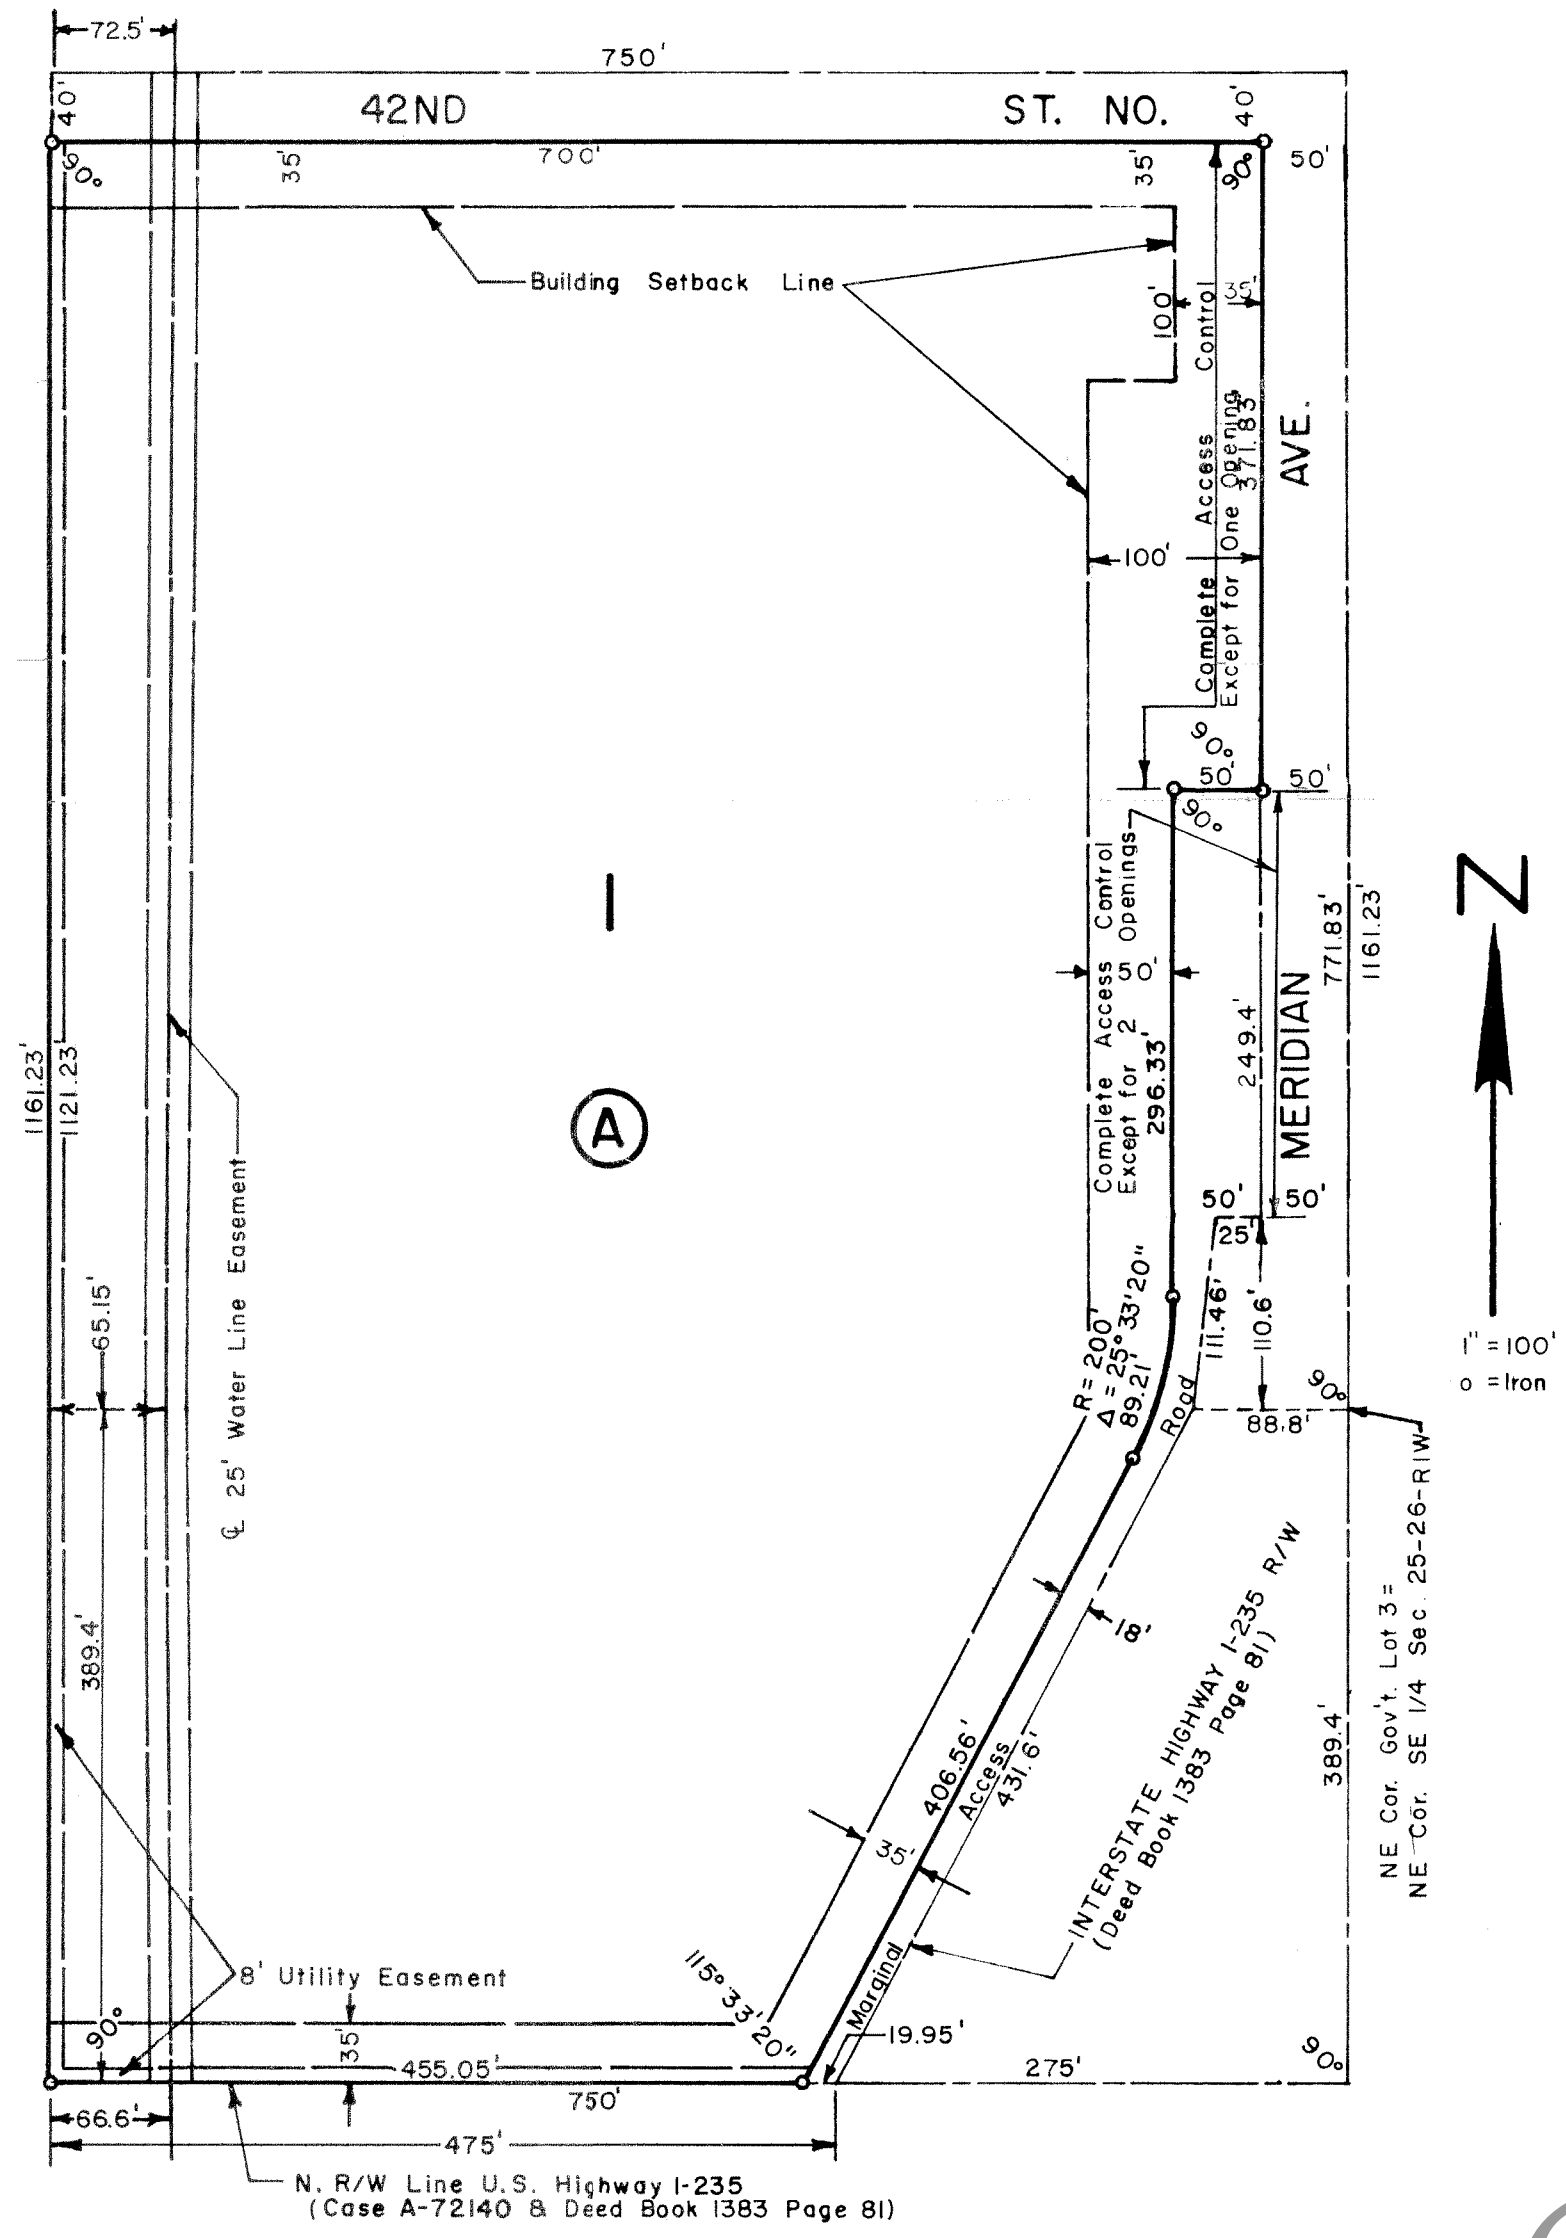 72.5'
750'
40'
42ND ST. NO.
40'
90°
35'
700'
35'
90°
50'
Building Setback Line
100'
35'
Complete Access Control
Except for One Opening
371.83'
AVE.
100'
90°
50'
50'
90°
Complete Access Control
Except for 2 Openings
50'
296.33'
249.4'
MERIDIAN
771.83'
1161.23'
N
1" = 100'
o = Iron
I
A
1161.23'
1121.23'
℄ 25' Water Line Easement
65.15'
389.4'
50'
50'
25'
111.46'
110.6'
R = 200'
Δ = 25° 33' 20"
89.21'
90°
88.8'
NE Cor. Gov't. Lot 3 =
NE Cor. SE 1/4 Sec. 25-26-R1W
Marginal Access Road
18'
406.56'
431.6'
35'
INTERSTATE HIGHWAY I-235 R/W
(Deed Book 1383 Page 81)
389.4'
8' Utility Easement
90°
35'
115° 33' 20"
19.95'
455.05'
275'
90°
750'
66.6'
475'
N. R/W Line U.S. Highway I-235
(Case A-72140 & Deed Book 1383 Page 81)